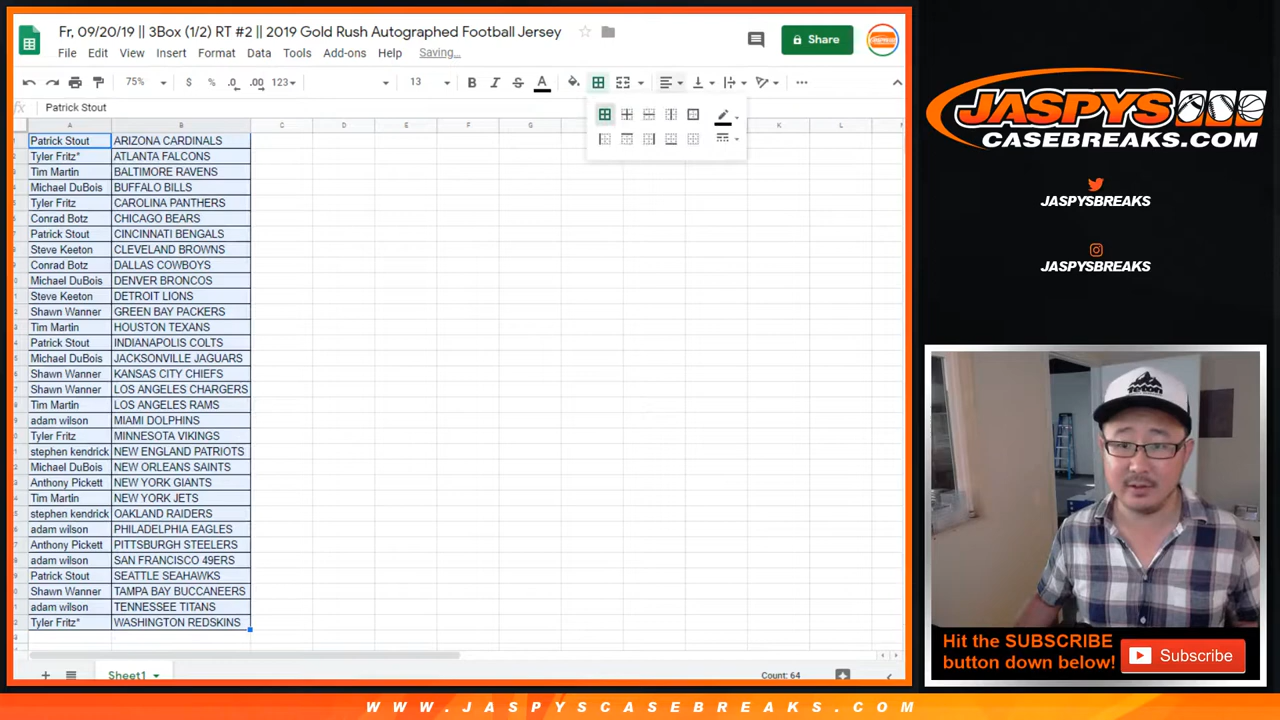 Fr, 09/20/19 || 3Box (1/2) RT #2 || 2019 Gold Rush Autographed Football Jersey
File Edit View Insert Format Data Tools Add-ons Help Saving...
Share
75% $ % .0 .00 123 13 B I S A
fx Patrick Stout
A B C D E F G K L
Patrick Stout ARIZONA CARDINALS
Tyler Fritz* ATLANTA FALCONS
Tim Martin BALTIMORE RAVENS
Michael DuBois BUFFALO BILLS
Tyler Fritz CAROLINA PANTHERS
Conrad Botz CHICAGO BEARS
Patrick Stout CINCINNATI BENGALS
Steve Keeton CLEVELAND BROWNS
Conrad Botz DALLAS COWBOYS
Michael DuBois DENVER BRONCOS
Steve Keeton DETROIT LIONS
Shawn Wanner GREEN BAY PACKERS
Tim Martin HOUSTON TEXANS
Patrick Stout INDIANAPOLIS COLTS
Michael DuBois JACKSONVILLE JAGUARS
Shawn Wanner KANSAS CITY CHIEFS
Shawn Wanner LOS ANGELES CHARGERS
Tim Martin LOS ANGELES RAMS
adam wilson MIAMI DOLPHINS
Tyler Fritz MINNESOTA VIKINGS
stephen kendrick NEW ENGLAND PATRIOTS
Michael DuBois NEW ORLEANS SAINTS
Anthony Pickett NEW YORK GIANTS
Tim Martin NEW YORK JETS
stephen kendrick OAKLAND RAIDERS
adam wilson PHILADELPHIA EAGLES
Anthony Pickett PITTSBURGH STEELERS
adam wilson SAN FRANCISCO 49ERS
Patrick Stout SEATTLE SEAHAWKS
Shawn Wanner TAMPA BAY BUCCANEERS
adam wilson TENNESSEE TITANS
Tyler Fritz* WASHINGTON REDSKINS
Sheet1
Count: 64
JASPYS
CASEBREAKS.COM
JASPYSBREAKS
JASPYSBREAKS
Hit the SUBSCRIBE
button down below!
Subscribe
WWW.JASPYSCASEBREAKS.COM